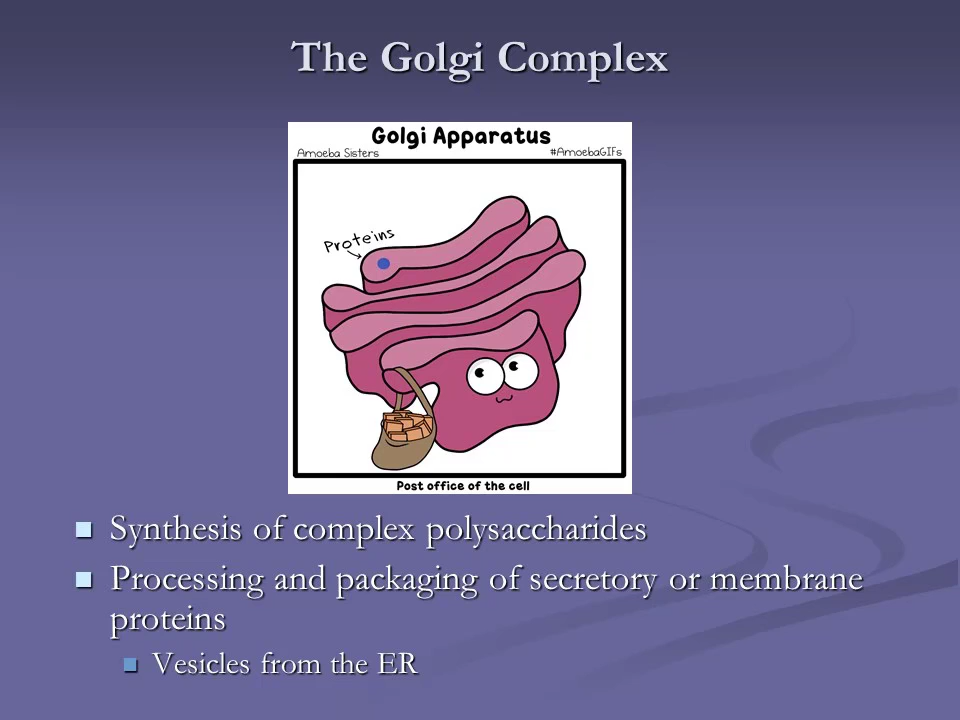 The Golgi Complex
Golgi Apparatus
Amoeba Sisters
#AmoebaGIFs
Proteins
Post office of the cell
Synthesis of complex polysaccharides
Processing and packaging of secretory or membrane
proteins
Vesicles from the ER